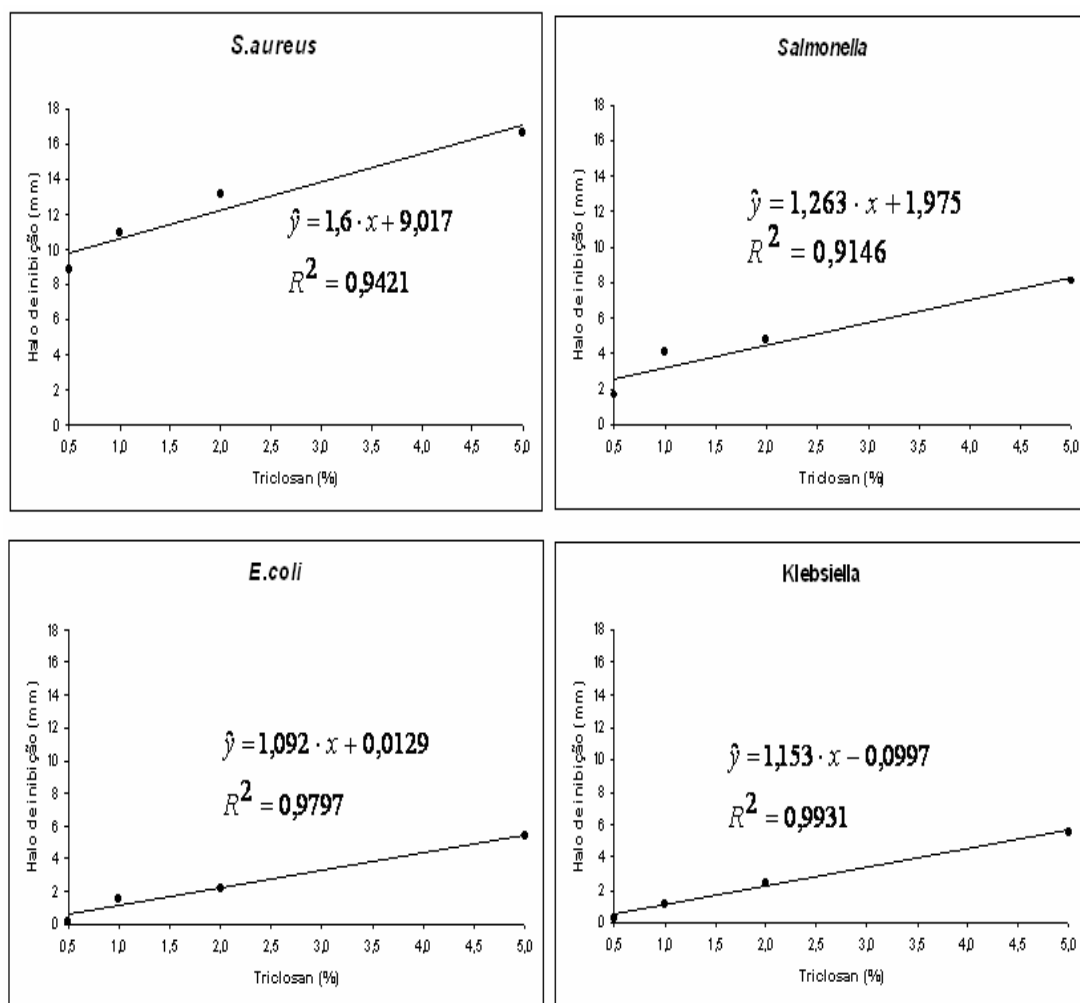 S.aureus
Halo de inibição (mm)
18
16
14
12
10
8
6
4
2
0
ŷ = 1,6 · x + 9,017
R² = 0,9421
0,5 1,0 1,5 2,0 2,5 3,0 3,5 4,0 4,5 5,0
Triclosan (%)
Salmonella
Halo de inibição (mm)
18
16
14
12
10
8
6
4
2
0
ŷ = 1,263 · x + 1,975
R² = 0,9146
0,5 1,0 1,5 2,0 2,5 3,0 3,5 4,0 4,5 5,0
Triclosan (%)
E.coli
Halo de inibição (mm)
18
16
14
12
10
8
6
4
2
0
ŷ = 1,092 · x + 0,0129
R² = 0,9797
0,5 1,0 1,5 2,0 2,5 3,0 3,5 4,0 4,5 5,0
Triclosan (%)
Klebsiella
Halo de inibição (mm)
18
16
14
12
10
8
6
4
2
0
ŷ = 1,153 · x − 0,0997
R² = 0,9931
0,5 1,0 1,5 2,0 2,5 3,0 3,5 4,0 4,5 5,0
Triclosan (%)